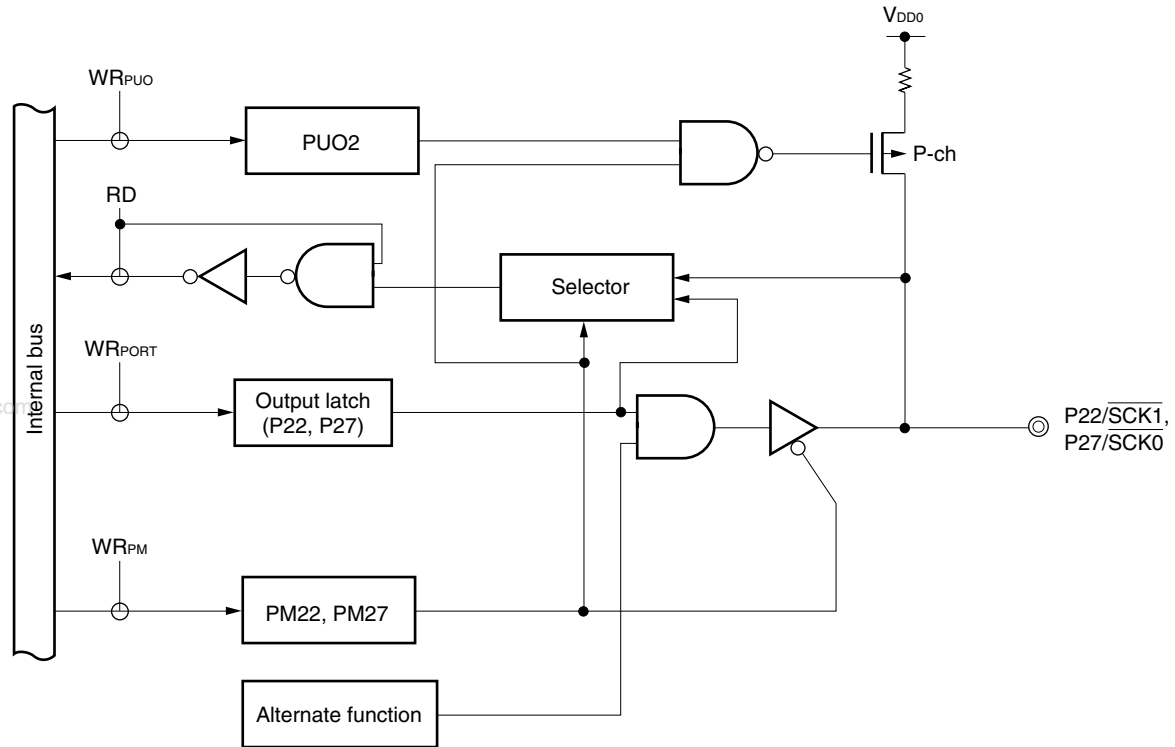 VDD0
WRPUO
PUO2
P-ch
RD
Selector
Internal bus
WRPORT
Output latch
(P22, P27)
P22/SCK1,
P27/SCK0
WRPM
PM22, PM27
Alternate function